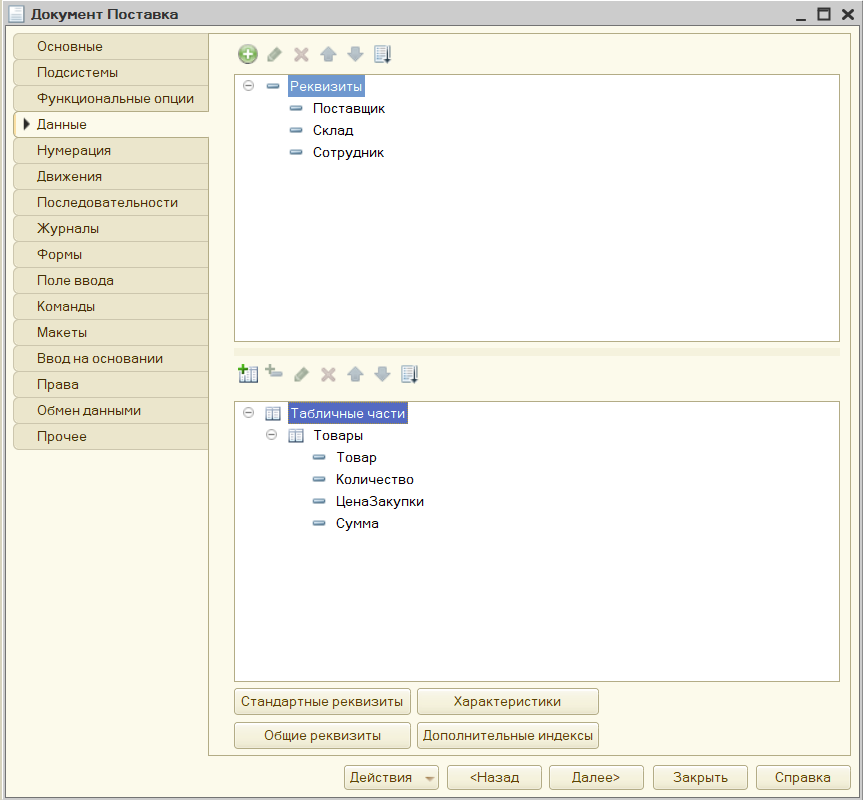 Документ Поставка
Основные
Подсистемы
Функциональные опции
Данные
Нумерация
Движения
Последовательности
Журналы
Формы
Поле ввода
Команды
Макеты
Ввод на основании
Права
Обмен данными
Прочее
Реквизиты
Поставщик
Склад
Сотрудник
Табличные части
Товары
Товар
Количество
ЦенаЗакупки
Сумма
Стандартные реквизиты
Характеристики
Общие реквизиты
Дополнительные индексы
Действия
<Назад
Далее>
Закрыть
Справка